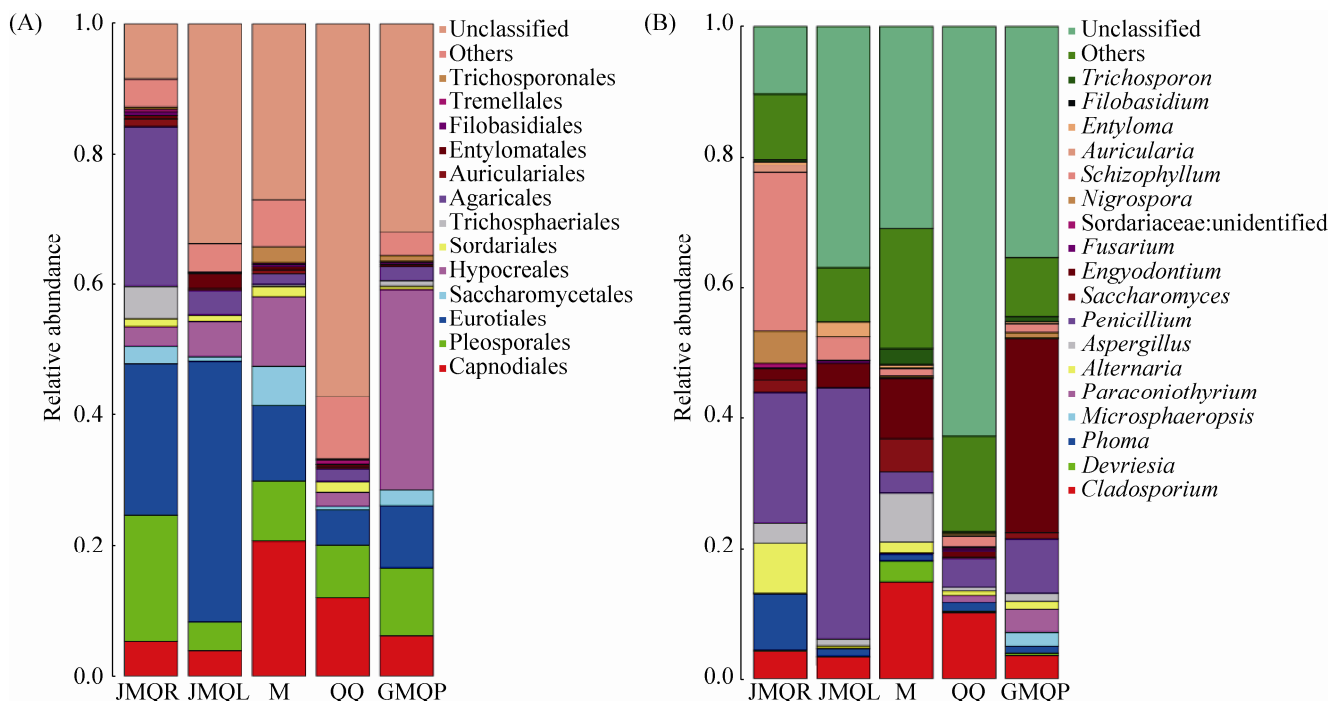 (A)
Relative abundance
1.0
0.8
0.6
0.4
0.2
0.0
JMQR JMQL M QQ GMQP
Unclassified
Others
Trichosporonales
Tremellales
Filobasidiales
Entylomatales
Auriculariales
Agaricales
Trichosphaeriales
Sordariales
Hypocreales
Saccharomycetales
Eurotiales
Pleosporales
Capnodiales
(B)
Relative abundance
1.0
0.8
0.6
0.4
0.2
0.0
JMQR JMQL M QQ GMQP
Unclassified
Others
Trichosporon
Filobasidium
Entyloma
Auricularia
Schizophyllum
Nigrospora
Sordariaceae:unidentified
Fusarium
Engyodontium
Saccharomyces
Penicillium
Aspergillus
Alternaria
Paraconiothyrium
Microsphaeropsis
Phoma
Devriesia
Cladosporium